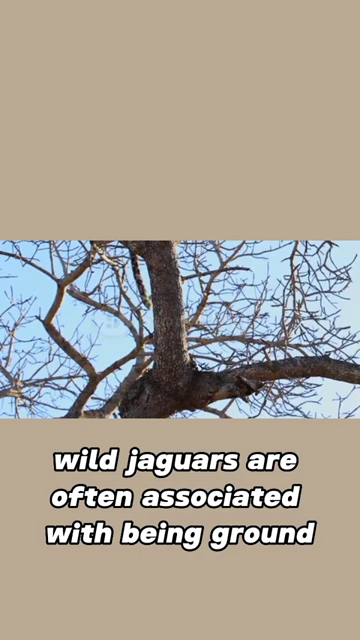 wild jaguars are
often associated
with being ground